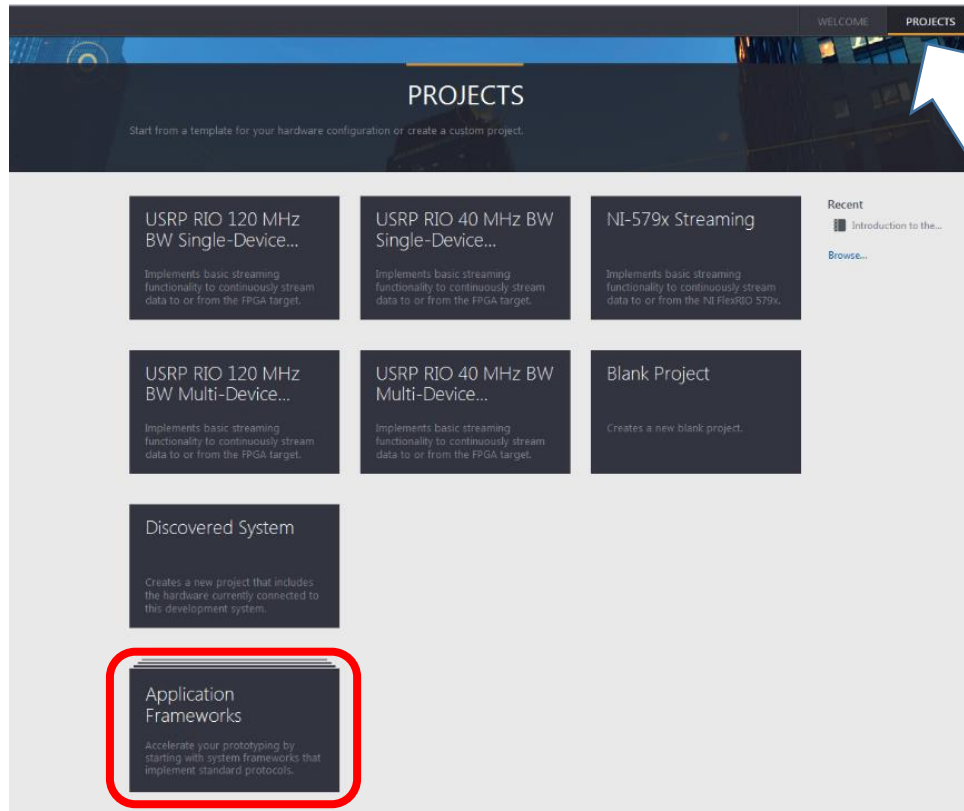 WELCOME
PROJECTS
PROJECTS
Start from a template for your hardware configuration or create a custom project.
USRP RIO 120 MHz
BW Single-Device...
Implements basic streaming
functionality to continuously stream
data to or from the FPGA target.
USRP RIO 40 MHz BW
Single-Device...
Implements basic streaming
functionality to continuously stream
data to or from the FPGA target.
NI-579x Streaming
Implements basic streaming
functionality to continuously stream
data to or from the NI FlexRIO 579x.
Recent
Introduction to the...
Browse...
USRP RIO 120 MHz
BW Multi-Device...
Implements basic streaming
functionality to continuously stream
data to or from the FPGA target.
USRP RIO 40 MHz BW
Multi-Device...
Implements basic streaming
functionality to continuously stream
data to or from the FPGA target.
Blank Project
Creates a new blank project.
Discovered System
Creates a new project that includes
the hardware currently connected to
this development system.
Application
Frameworks
Accelerate your prototyping by
starting with system frameworks that
implement standard protocols.